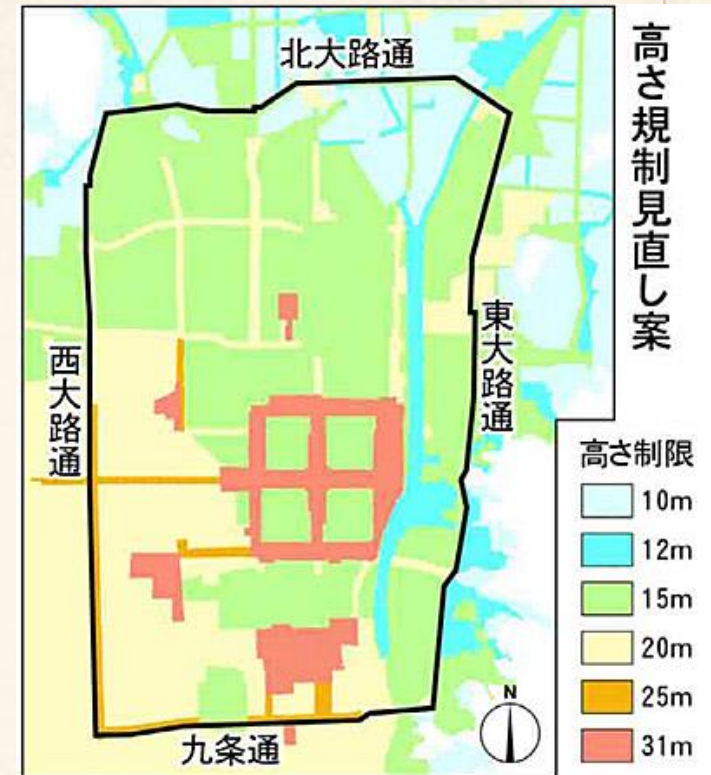 高さ規制見直し案
北大路通
東大路通
西大路通
九条通
N
高さ制限
10m
12m
15m
20m
25m
31m